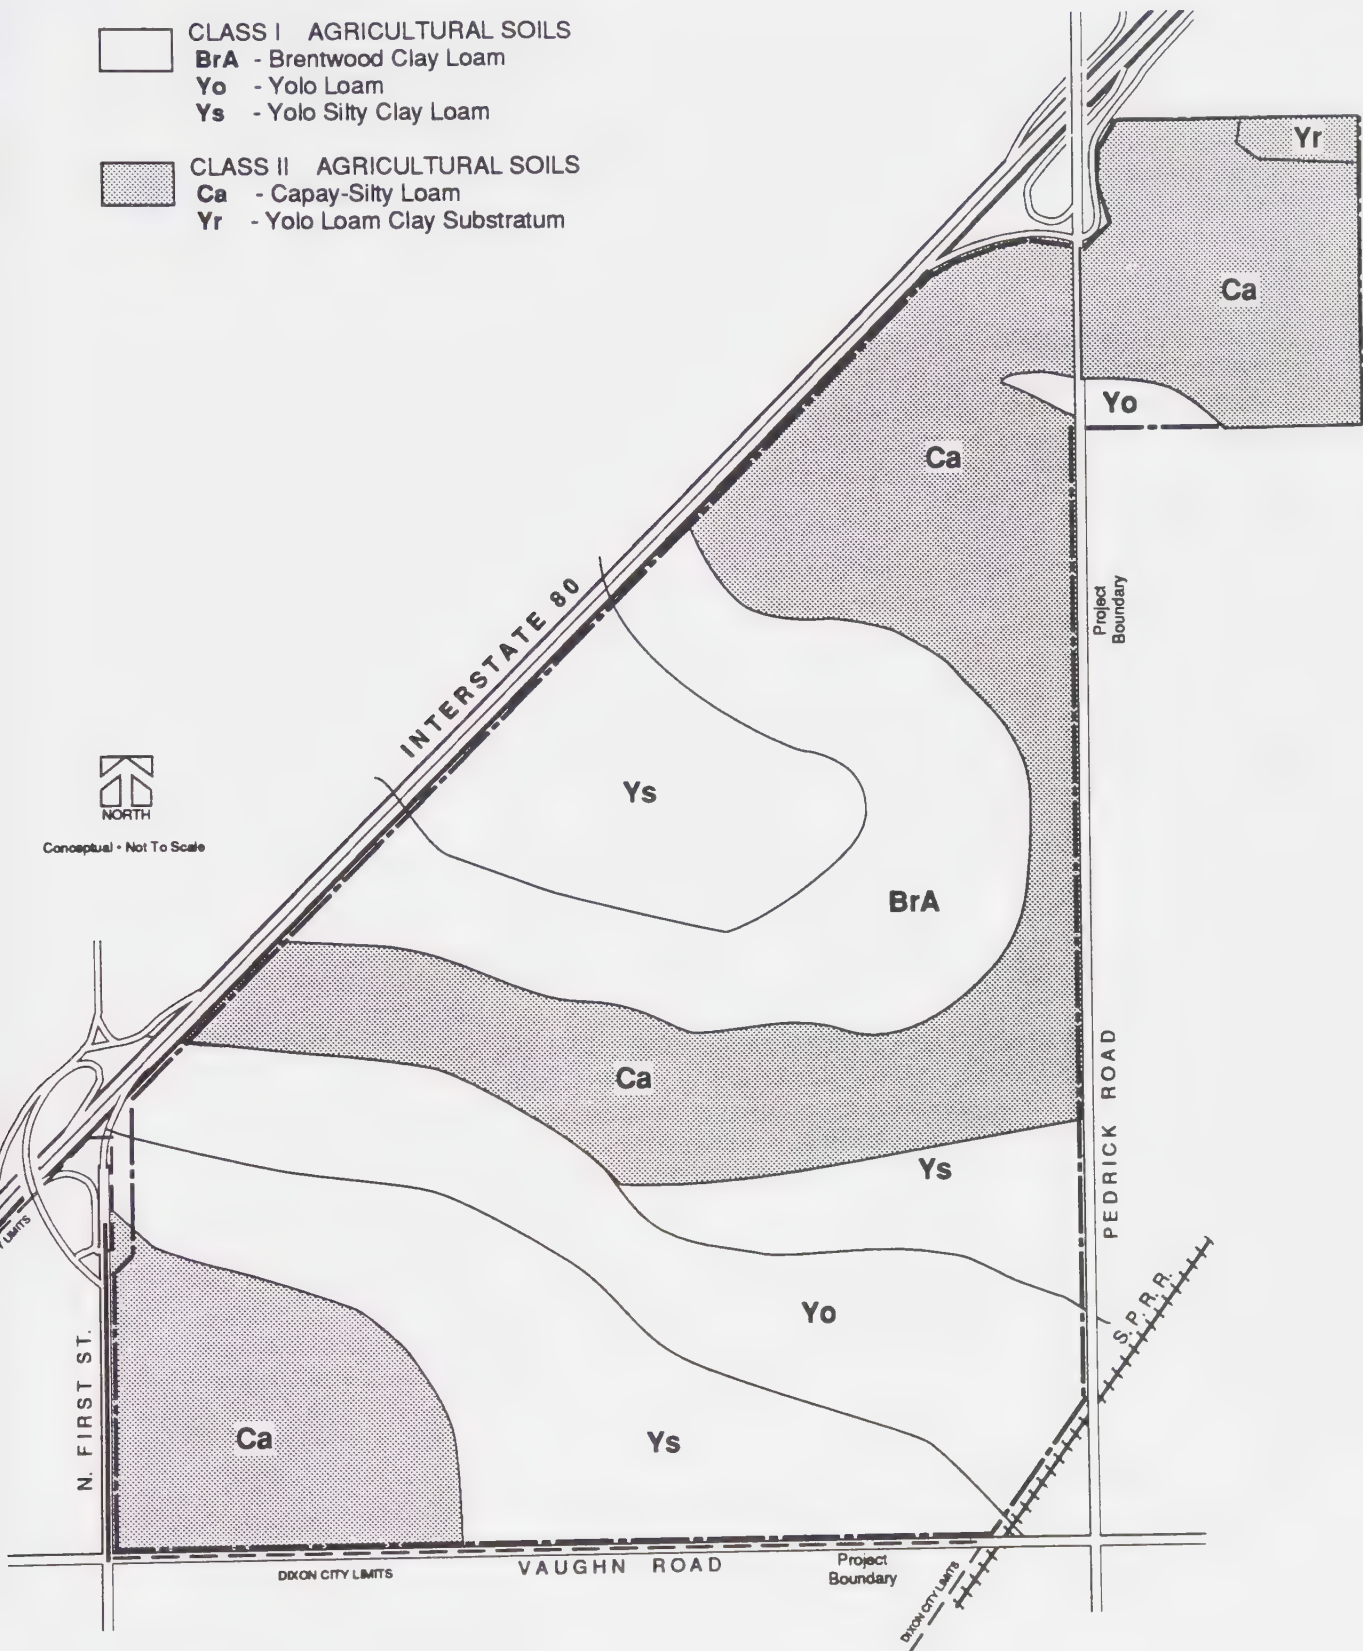 CLASS I AGRICULTURAL SOILS
BrA - Brentwood Clay Loam
Yo - Yolo Loam
Ys - Yolo Silty Clay Loam
CLASS II AGRICULTURAL SOILS
Ca - Capay-Silty Loam
Yr - Yolo Loam Clay Substratum
Yr
Ca
Yo
Ca
INTERSTATE 80
Project
Boundary
Ys
NORTH
Conceptual • Not To Scale
BrA
Ca
PEDRICK ROAD
Ys
LIMITS
S.P.R.R.
Yo
N. FIRST ST.
Ca
Ys
DIXON CITY LIMITS
VAUGHN ROAD
Project
Boundary
DIXON CITY LIMITS